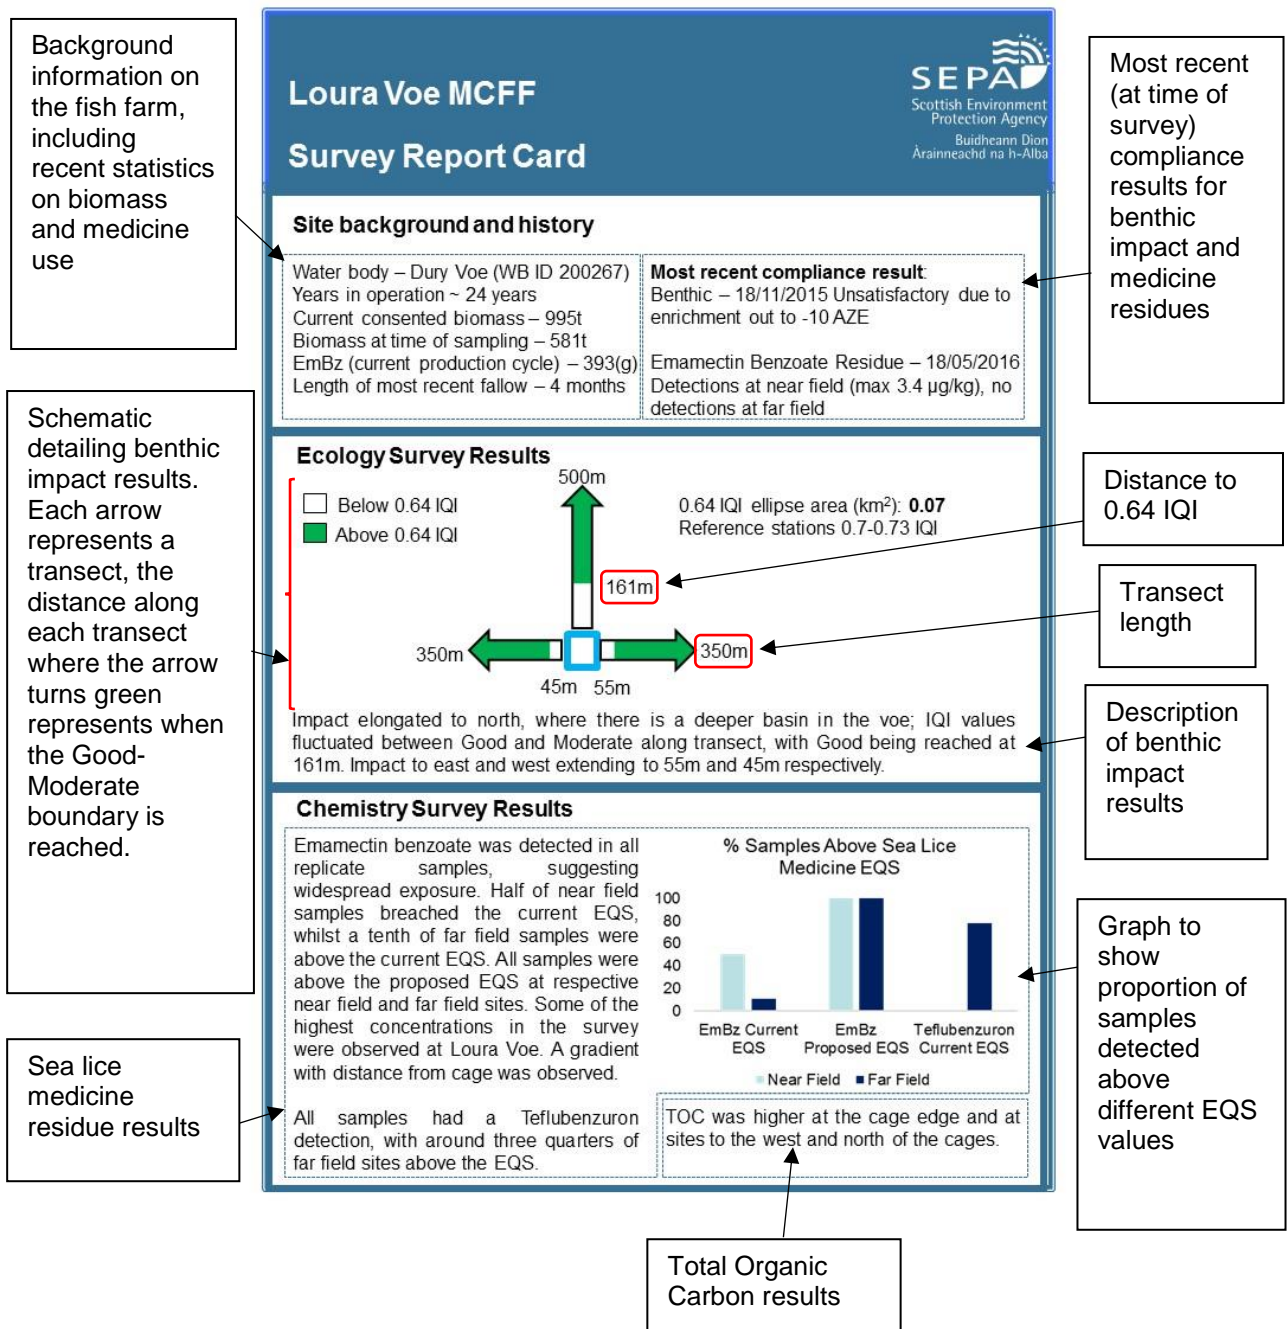 Background
information on
the fish farm,
including
recent statistics
on biomass
and medicine
use
Loura Voe MCFF
Survey Report Card
SEPA
Scottish Environment
Protection Agency
Buidheann Dìon
Àrainneachd na h-Alba
Most recent
(at time of
survey)
compliance
results for
benthic
impact and
medicine
residues
Site background and history
Water body – Dury Voe (WB ID 200267)
Years in operation ~ 24 years
Current consented biomass – 995t
Biomass at time of sampling – 581t
EmBz (current production cycle) – 393(g)
Length of most recent fallow – 4 months
Most recent compliance result:
Benthic – 18/11/2015 Unsatisfactory due to
enrichment out to -10 AZE
Emamectin Benzoate Residue – 18/05/2016
Detections at near field (max 3.4 µg/kg), no
detections at far field
Schematic
detailing benthic
impact results.
Each arrow
represents a
transect, the
distance along
each transect
where the arrow
turns green
represents when
the Good-
Moderate
boundary is
reached.
Ecology Survey Results
Below 0.64 IQI
Above 0.64 IQI
500m
0.64 IQI ellipse area (km²): 0.07
Reference stations 0.7-0.73 IQI
161m
350m
350m
45m 55m
Impact elongated to north, where there is a deeper basin in the voe; IQI values
fluctuated between Good and Moderate along transect, with Good being reached at
161m. Impact to east and west extending to 55m and 45m respectively.
Distance to
0.64 IQI
Transect
length
Description
of benthic
impact
results
Chemistry Survey Results
Emamectin benzoate was detected in all
replicate samples, suggesting
widespread exposure. Half of near field
samples breached the current EQS,
whilst a tenth of far field samples were
above the current EQS. All samples were
above the proposed EQS at respective
near field and far field sites. Some of the
highest concentrations in the survey
were observed at Loura Voe. A gradient
with distance from cage was observed.
All samples had a Teflubenzuron
detection, with around three quarters of
far field sites above the EQS.
% Samples Above Sea Lice
Medicine EQS
100
80
60
40
20
0
EmBz Current
EQS
EmBz
Proposed EQS
Teflubenzuron
Current EQS
Near Field
Far Field
TOC was higher at the cage edge and at
sites to the west and north of the cages.
Sea lice
medicine
residue results
Graph to
show
proportion of
samples
detected
above
different EQS
values
Total Organic
Carbon results